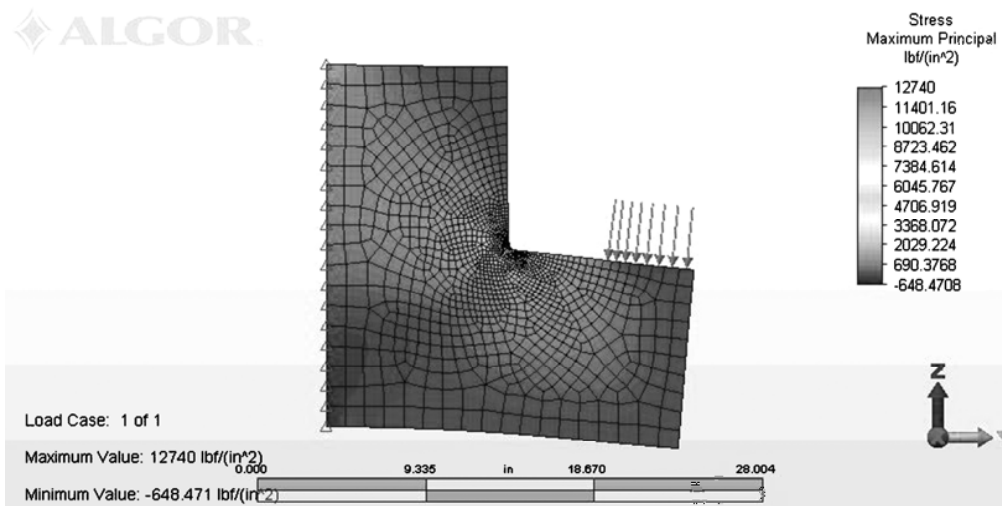 ALGOR
Stress
Maximum Principal
lbf/(in^2)
12740
11401.16
10062.31
8723.462
7384.614
6045.767
4706.919
3368.072
2029.224
690.3768
-648.4708
Z
X
Y
Load Case: 1 of 1
Maximum Value: 12740 lbf/(in^2)
Minimum Value: -648.471 lbf/(in^2)
0.000 9.335 in 18.670 28.004